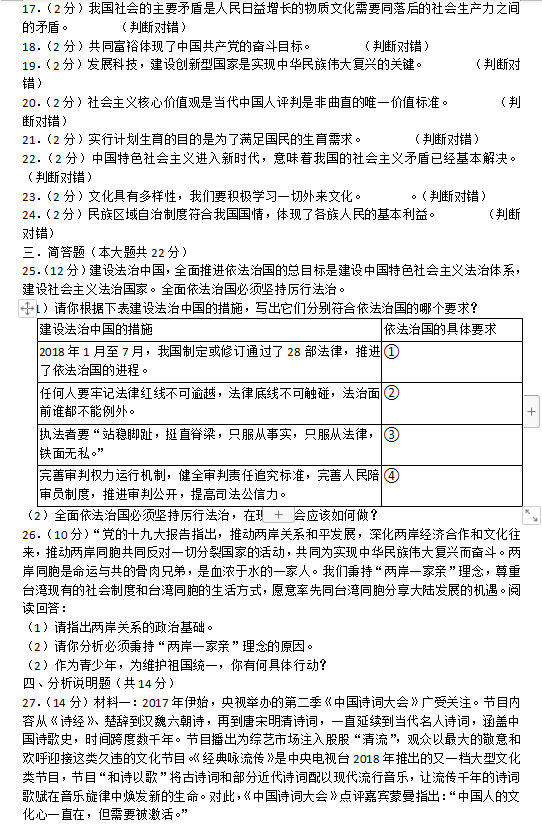 17.（2 分）我国社会的主要矛盾是人民日益增长的物质文化需要同落后的社会生产力之间
的矛盾。　　　　（判断对错）
18.（2 分）共同富裕体现了中国共产党的奋斗目标。　　　　（判断对错）
19.（2 分）发展科技，建设创新型国家是实现中华民族伟大复兴的关键。　　　　（判断对
错）
20.（2 分）社会主义核心价值观是当代中国人评判是非曲直的唯一价值标准。　　　　（判
断对错）
21.（2 分）实行计划生育的目的是为了满足国民的生育需求。　　　　（判断对错）
22.（2 分）中国特色社会主义进入新时代，意味着我国的社会主义矛盾已经基本解决。
（判断对错）
23.（2 分）文化具有多样性，我们要积极学习一切外来文化。　　　　。（判断对错）
24.（2 分）民族区域自治制度符合我国国情，体现了各族人民的基本利益。　　　　（判断
对错）
三．简答题（本大题共 22 分）
25.（12 分）建设法治中国，全面推进依法治国的总目标是建设中国特色社会主义法治体系，
建设社会主义法治国家。全面依法治国必须坚持厉行法治。
1）请你根据下表建设法治中国的措施，写出它们分别符合依法治国的哪个要求？
建设法治中国的措施　依法治国的具体要求
2018 年 1 月至 7 月，我国制定或修订通过了 28 部法律，推进　①
了依法治国的进程。
任何人要牢记法律红线不可逾越，法律底线不可触碰，法治面　②
前谁都不能例外。
执法者要“站稳脚跟，挺直脊梁，只服从事实，只服从法律，　③
铁面无私。”
完善审判权力运行机制，健全审判责任追究标准，完善人民陪　④
审员制度，推进审判公开，提高司法公信力。
（2）全面依法治国必须坚持厉行法治，在现会应该如何做？
26.（10 分）“党的十九大报告指出，推动两岸关系和平发展，深化两岸经济合作和文化往
来，推动两岸同胞共同反对一切分裂国家的活动，共同为实现中华民族伟大复兴而奋斗。两
岸同胞是命运与共的骨肉兄弟，是血浓于水的一家人。我们秉持“两岸一家亲”理念，尊重
台湾现有的社会制度和台湾同胞的生活方式，愿意率先同台湾同胞分享大陆发展的机遇。阅
读回答：
（1）请指出两岸关系的政治基础。
（2）请你分析必须秉持“两岸一家亲”理念的原因。
（2）作为青少年，为维护祖国统一，你有何具体行动？
四、分析说明题（共 14 分）
27.（14 分）材料一：2017 年伊始，央视举办的第二季《中国诗词大会》广受关注。节目内
容从《诗经》、楚辞到汉魏六朝诗，再到唐宋明清诗词，一直延续到当代名人诗词，涵盖中
国诗歌史，时间跨度数千年。节目播出为综艺市场注入股股“清流”，观众以最大的敬意和
欢呼迎接这类久违的文化节目。《经典咏流传》是中央电视台 2018 年推出的又一档大型文化
类节目，节目“和诗以歌”将古诗词和部分近代诗词配以现代流行音乐，让流传千年的诗词
歌赋在音乐旋律中焕发新的生命。对此，《中国诗词大会》点评嘉宾蒙曼指出：“中国人的文
化心一直在，但需要被激活。”